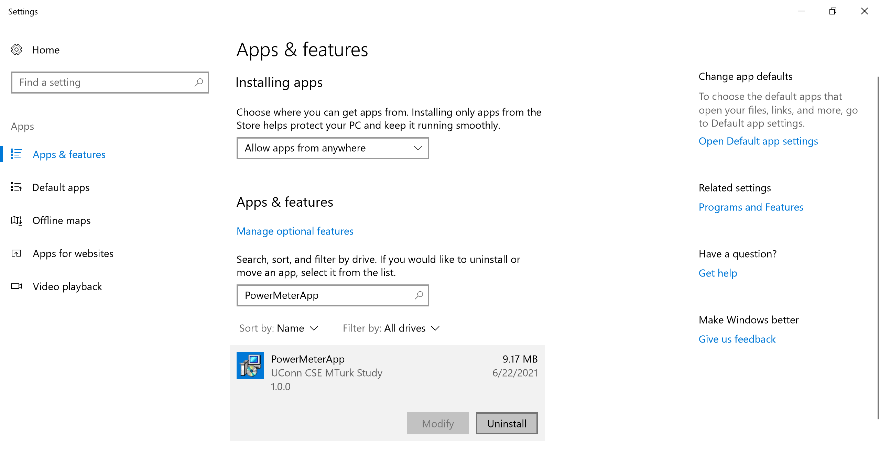 Settings
Home
Find a setting
Apps
Apps & features
Default apps
Offline maps
Apps for websites
Video playback
Apps & features
Installing apps
Choose where you can get apps from. Installing only apps from the
Store helps protect your PC and keep it running smoothly.
Allow apps from anywhere
Apps & features
Manage optional features
Search, sort, and filter by drive. If you would like to uninstall or
move an app, select it from the list.
PowerMeterApp
Sort by: Name
Filter by: All drives
PowerMeterApp
9.17 MB
UConn CSE MTurk Study
6/22/2021
1.0.0
Modify
Uninstall
Change app defaults
To choose the default apps that
open your files, links, and more, go
to Default app settings.
Open Default app settings
Related settings
Programs and Features
Have a question?
Get help
Make Windows better
Give us feedback